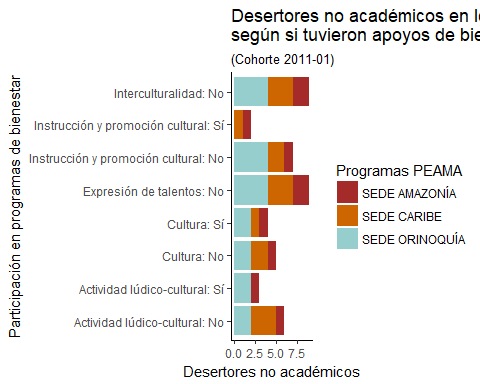 Desertores no académicos en l
según si tuvieron apoyos de bie
(Cohorte 2011-01)
Participación en programas de bienestar
Interculturalidad: No
Instrucción y promoción cultural: Sí
Instrucción y promoción cultural: No
Expresión de talentos: No
Cultura: Sí
Cultura: No
Actividad lúdico-cultural: Sí
Actividad lúdico-cultural: No
0.0 2.5 5.0 7.5
Desertores no académicos
Programas PEAMA
SEDE AMAZONÍA
SEDE CARIBE
SEDE ORINOQUÍA